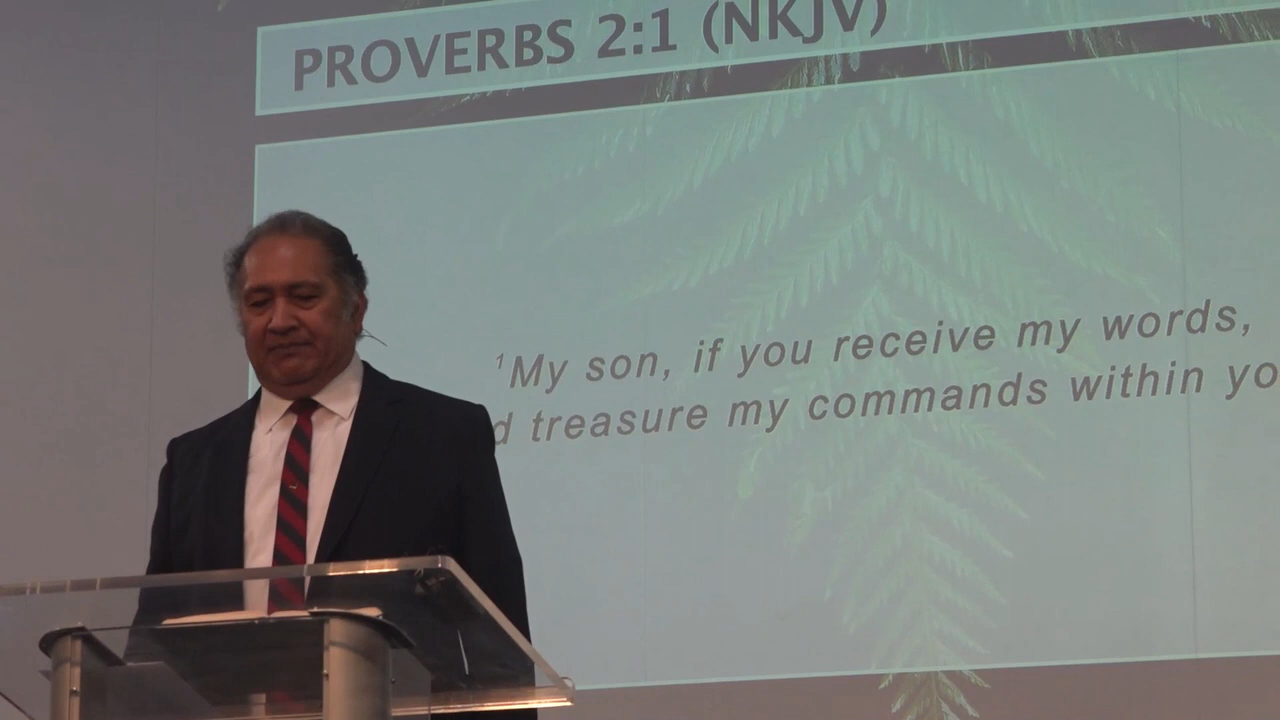 PROVERBS 2:1 (NKJV)
¹My son, if you receive my words,
treasure my commands within